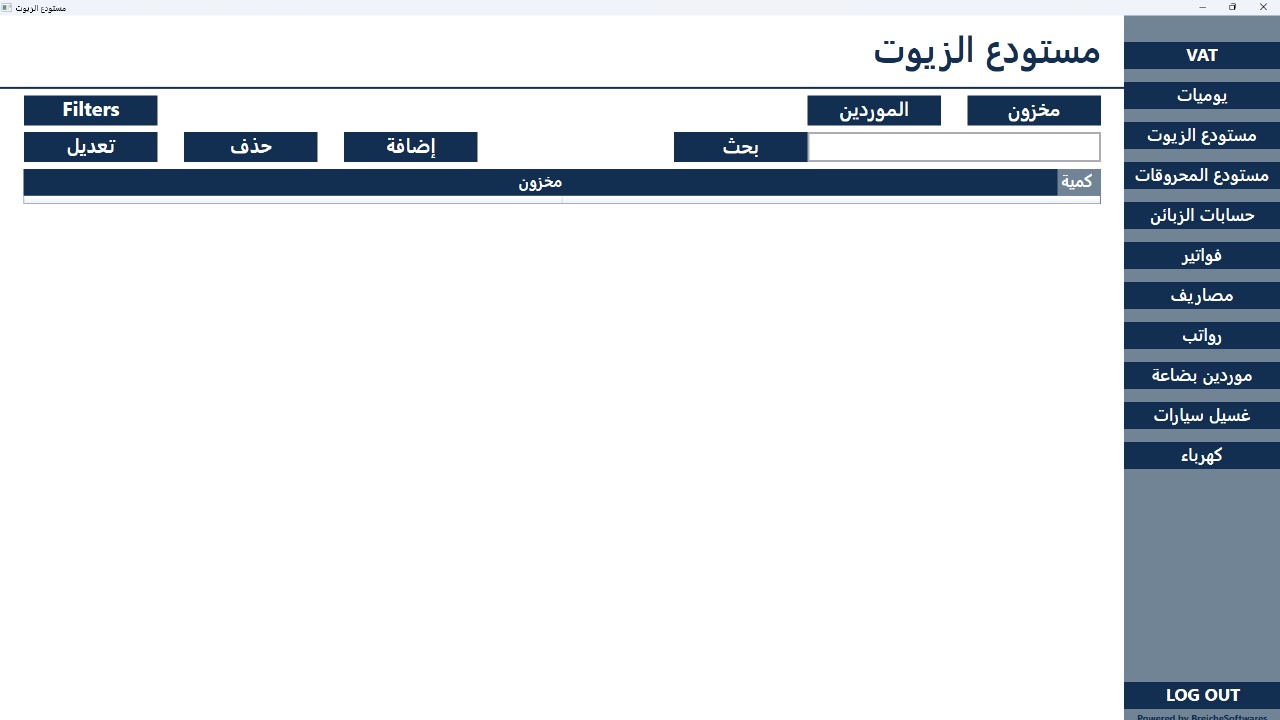 مستودع الزيوت
مستودع الزيوت
مخزون
الموردين
Filters
بحث
إضافة
حذف
تعديل
كمية
مخزون
VAT
يوميات
مستودع الزيوت
مستودع المحروقات
حسابات الزبائن
فواتير
مصاريف
رواتب
موردين بضاعة
غسيل سيارات
كهرباء
LOG OUT
Powered by BreicheSoftwares